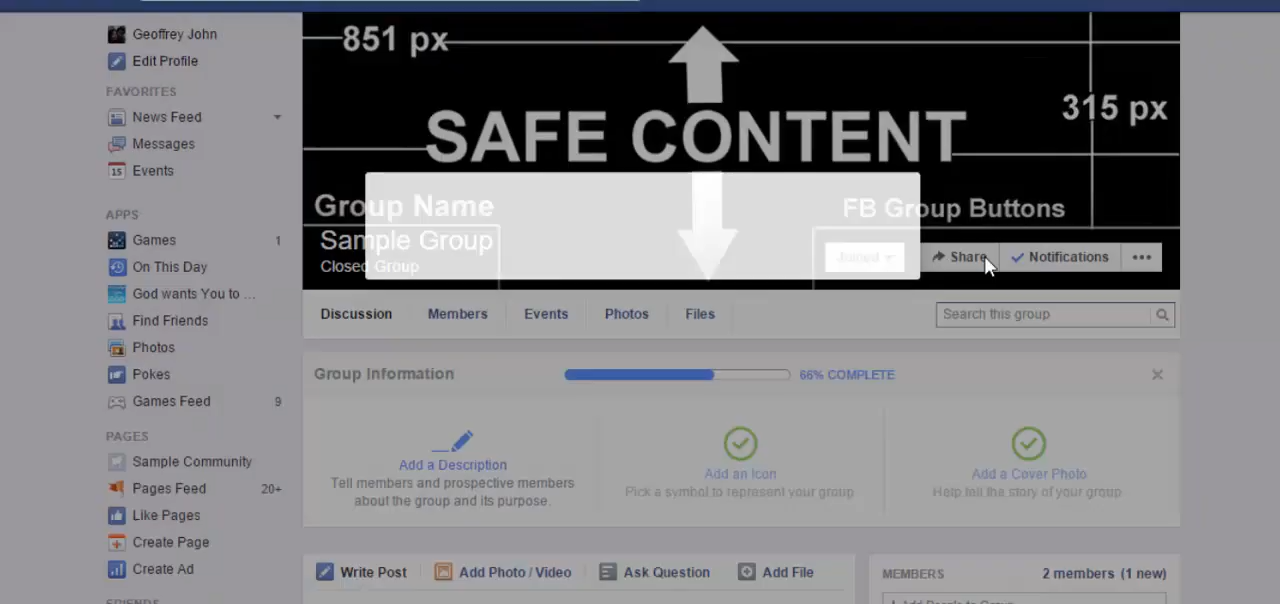 Geoffrey John
Edit Profile
FAVORITES
News Feed
Messages
15 Events
APPS
Games 1
On This Day
God wants You to ...
Find Friends
Photos
Pokes
Games Feed 9
PAGES
Sample Community
Pages Feed 20+
Like Pages
Create Page
Create Ad
FRIENDS
851 px
315 px
SAFE CONTENT
Group Name
FB Group Buttons
Sample Group
Closed Group
Joined Share Notifications •••
Discussion Members Events Photos Files
Search this group
Group Information 66% COMPLETE
Add a Description
Tell members and prospective members
about the group and its purpose.
Add an Icon
Pick a symbol to represent your group
Add a Cover Photo
Help tell the story of your group
Write Post Add Photo / Video Ask Question Add File
MEMBERS 2 members (1 new)
+ Add People to Group